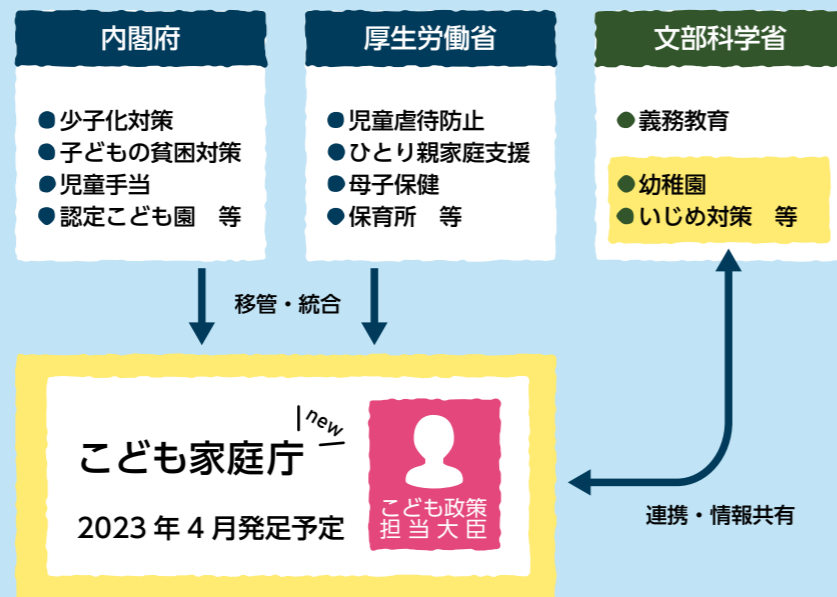 内閣府
●少子化対策
●子どもの貧困対策
●児童手当
●認定こども園　等
厚生労働省
●児童虐待防止
●ひとり親家庭支援
●母子保健
●保育所　等
文部科学省
●義務教育
●幼稚園
●いじめ対策　等
移管・統合
こども家庭庁
new
2023年4月発足予定
こども政策
担当大臣
連携・情報共有